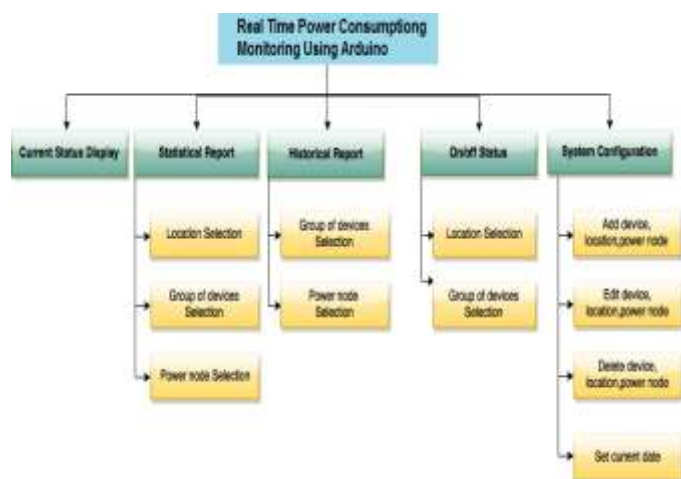 Real Time Power Consumptiong
Monitoring Using Arduino
Current Status Display
Statistical Report
Historical Report
On/off Status
System Configuration
Location Selection
Group of devices
Selection
Power node Selection
Group of devices
Selection
Power node
Selection
Location Selection
Group of devices
Selection
Add device,
location,power node
Edit device,
location,power node
Delete device,
location,power node
Set current date